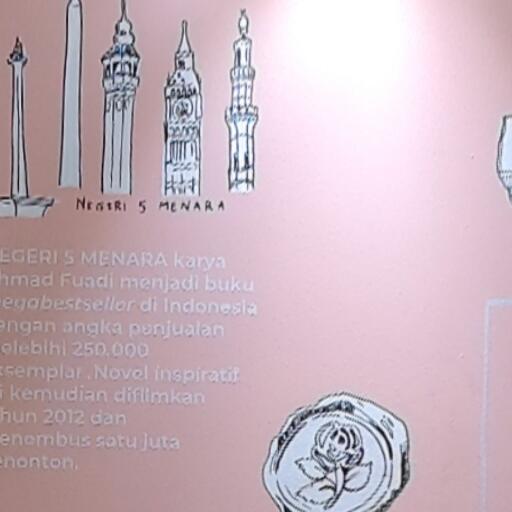 NEGERI 5 MENARA
EGERI 5 MENARA karya
hmad Fuadi menjadi buku
egabestseller di Indonesia
engan angka penjualan
elebihi 250.000
ksemplar. Novel inspiratif
i kemudian difilmkan
hun 2012 dan
enembus satu juta
enonton.